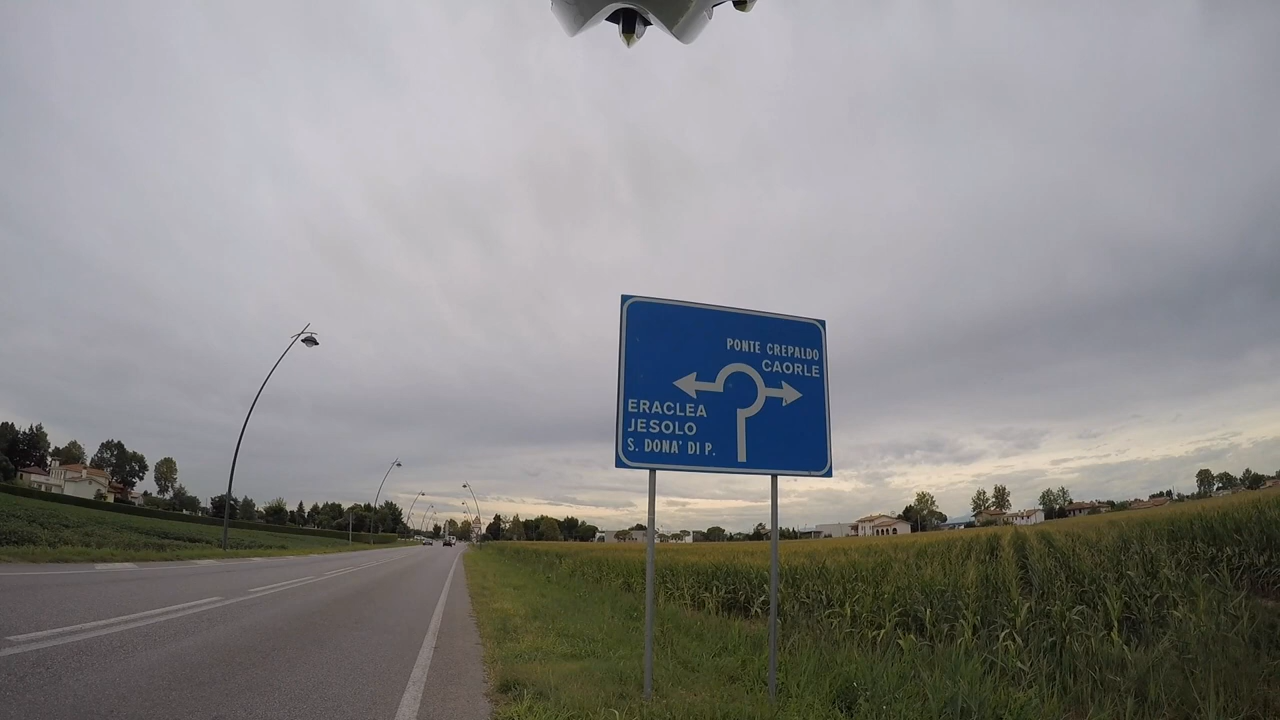 PONTE CREPALDO
CAORLE
ERACLEA
JESOLO
S. DONA' DI P.